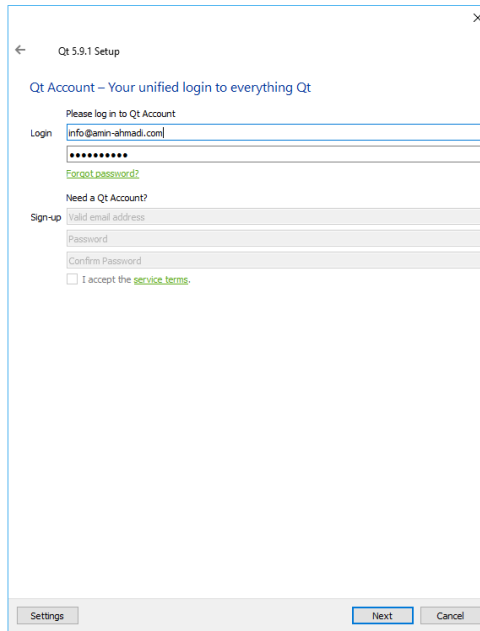 Qt 5.9.1 Setup
Qt Account – Your unified login to everything Qt
Please log in to Qt Account
Login info@amin-ahmadi.com
●●●●●●●●●●
Forgot password?
Need a Qt Account?
Sign-up Valid email address
Password
Confirm Password
I accept the service terms.
Settings Next Cancel